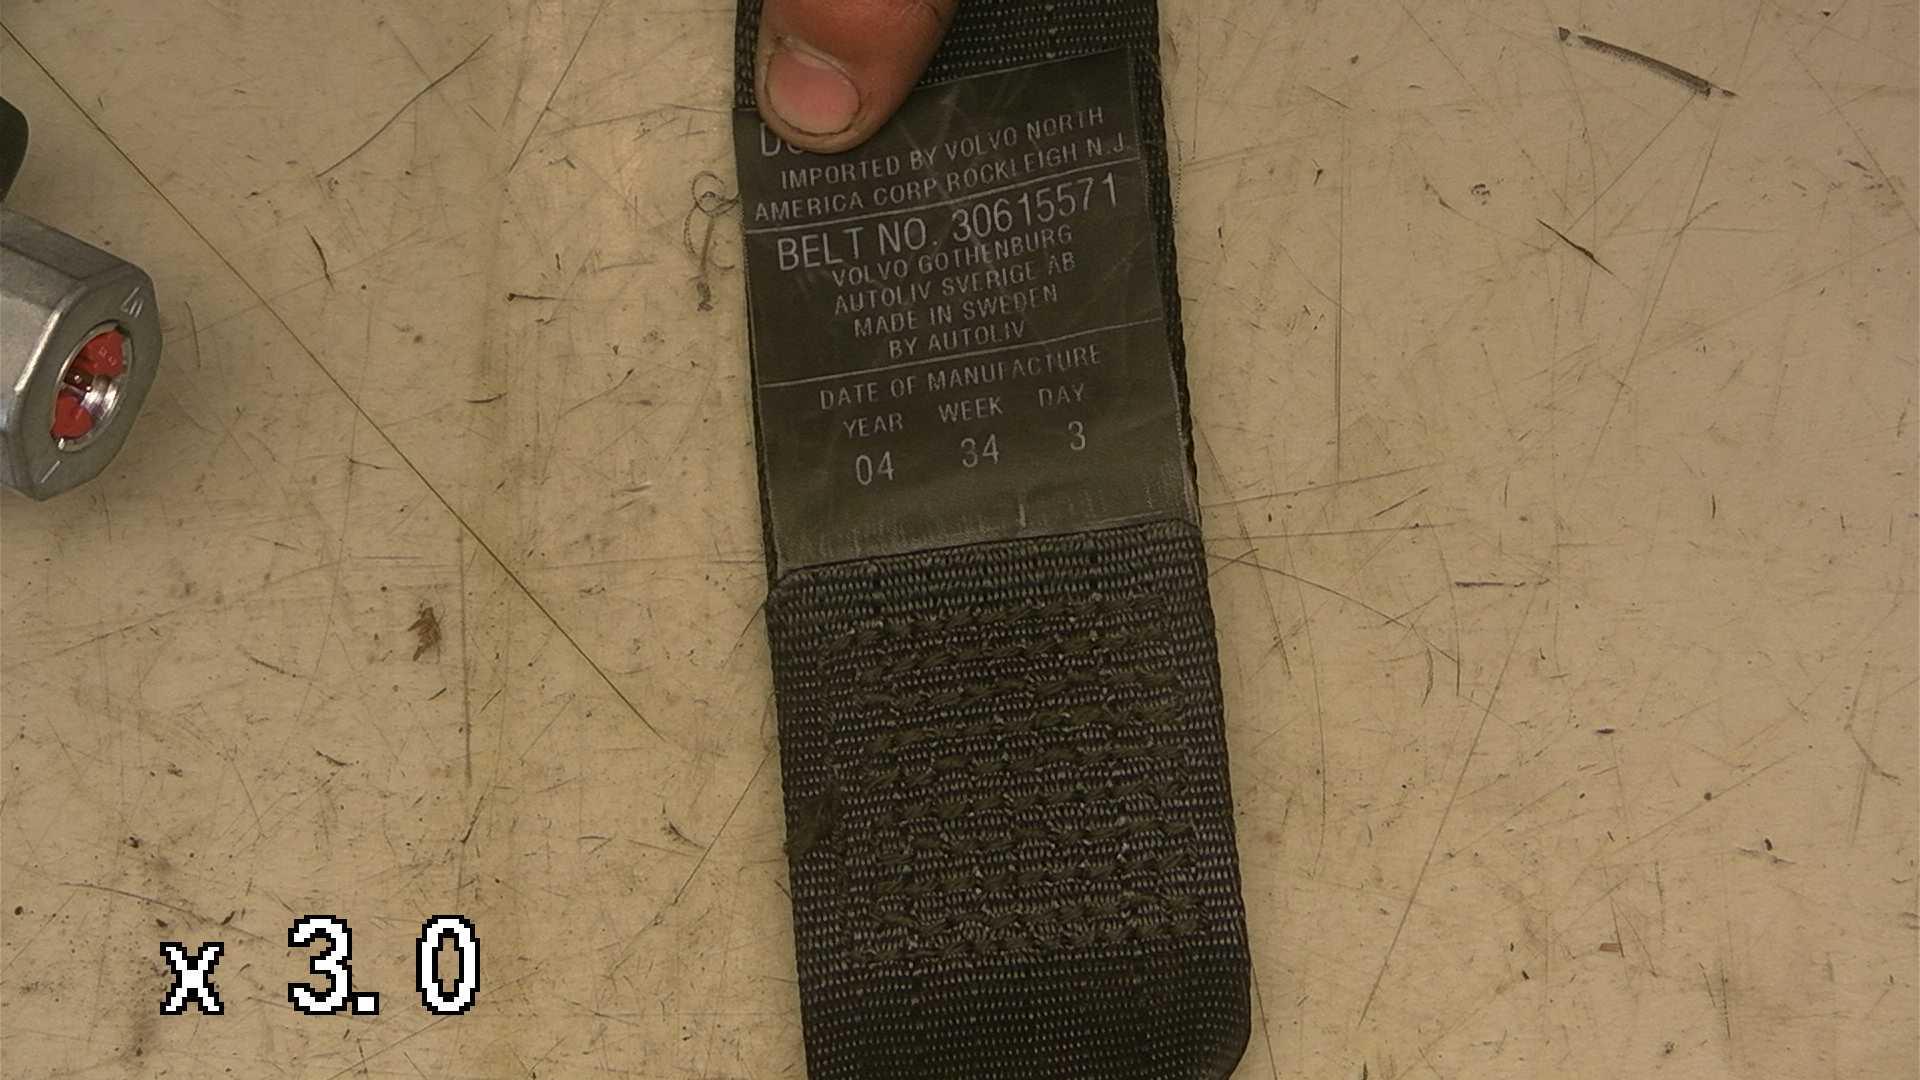 IMPORTED BY VOLVO NORTH
AMERICA CORP ROCKLEIGH N.J.
BELT NO. 30615571
VOLVO GOTHENBURG
AUTOLIV SVERIGE AB
MADE IN SWEDEN
BY AUTOLIV
DATE OF MANUFACTURE
YEAR WEEK DAY
04 34 3
x 3.0